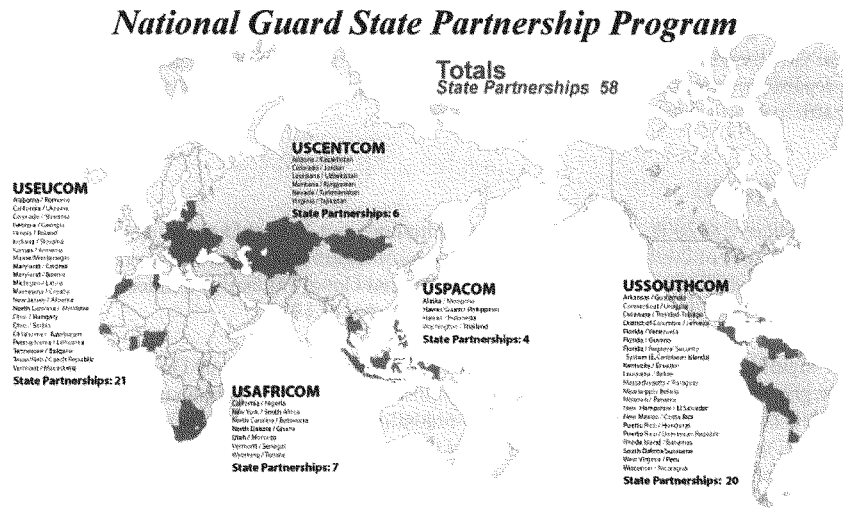 National Guard State Partnership Program
Totals
State Partnerships 58
USCENTCOM
Arizona / Kazakhstan
Colorado / Jordan
Louisiana / Uzbekistan
Montana / Kyrgyzstan
Nevada / Turkmenistan
Virginia / Tajikistan
State Partnerships: 6
USEUCOM
Alabama / Romania
California / Ukraine
Colorado / Slovenia
Georgia / Georgia
Illinois / Poland
Indiana / Slovakia
Kansas / Armenia
Maine/Montenegro
Maryland / Estonia
Maryland / Bosnia
Michigan / Latvia
Minnesota / Croatia
New Jersey / Albania
North Carolina / Moldova
Ohio / Hungary
Ohio / Serbia
Oklahoma / Azerbaijan
Pennsylvania / Lithuania
Tennessee / Bulgaria
Texas/Neb / Czech Republic
Vermont / Macedonia
State Partnerships: 21
USAFRICOM
California / Nigeria
New York / South Africa
North Carolina / Botswana
North Dakota / Ghana
Utah / Morocco
Vermont / Senegal
Wyoming / Tunisia
State Partnerships: 7
USPACOM
Alaska / Mongolia
Hawaii/Guam / Philippines
Hawaii / Indonesia
Washington / Thailand
State Partnerships: 4
USSOUTHCOM
Arkansas / Guatemala
Connecticut / Uruguay
Delaware / Trinidad-Tobago
District of Columbia / Jamaica
Florida / Venezuela
Florida / Guyana
Florida / Regional Security
System (E. Caribbean Islands)
Kentucky / Ecuador
Louisiana / Belize
Massachusetts / Paraguay
Mississippi / Bolivia
Missouri / Panama
New Hampshire / El Salvador
New Mexico / Costa Rica
Puerto Rico / Honduras
Puerto Rico / Dominican Republic
Rhode Island / Bahamas
South Dakota/Suriname
West Virginia / Peru
Wisconsin / Nicaragua
State Partnerships: 20